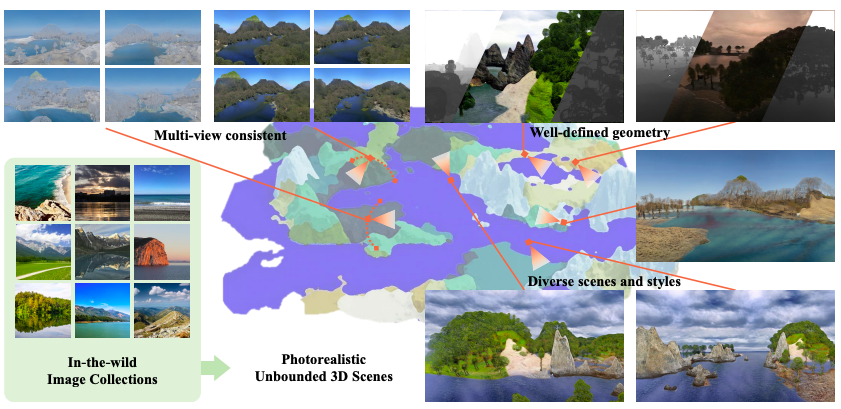 Multi-view consistent
Well-defined geometry
Diverse scenes and styles
In-the-wild
Image Collections
Photorealistic
Unbounded 3D Scenes